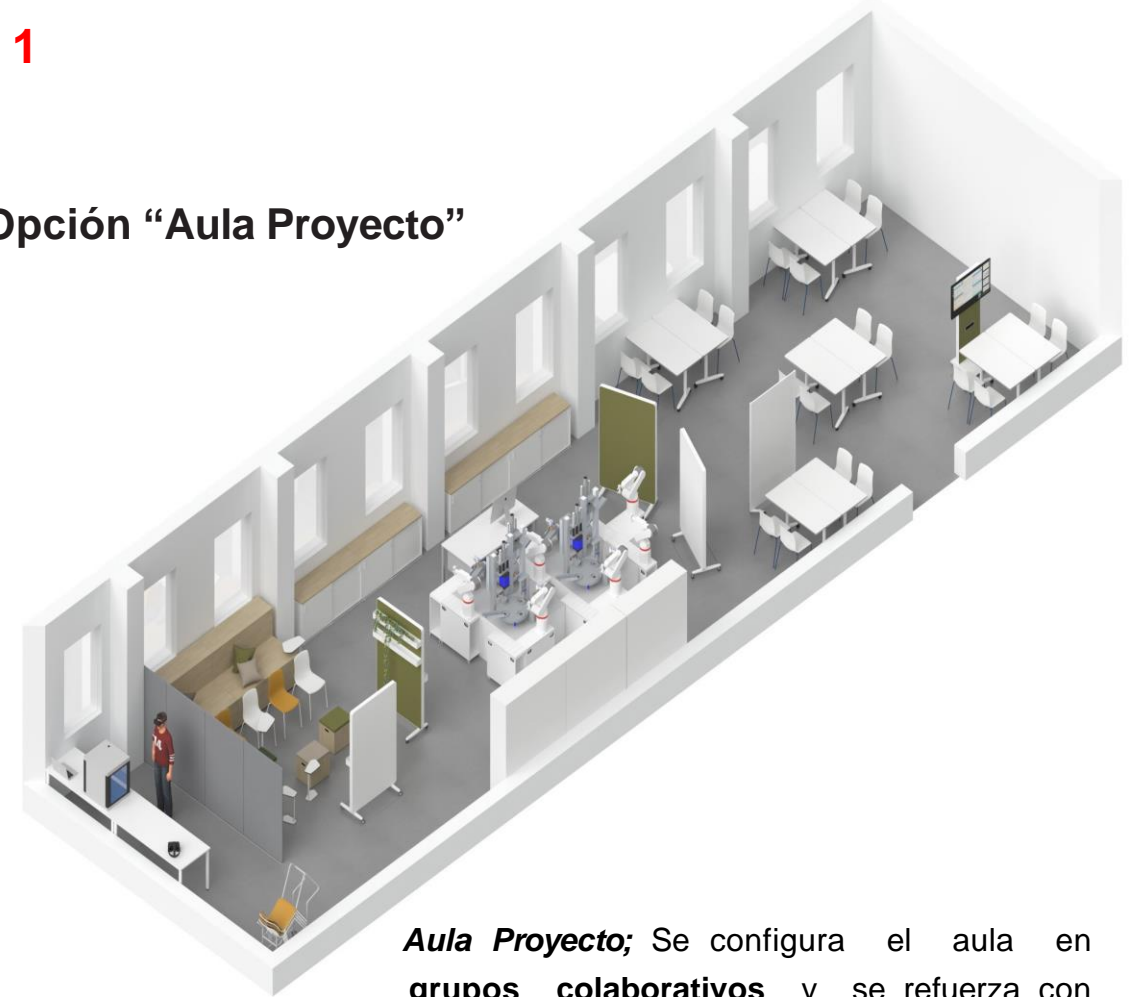 1
Opción “Aula Proyecto”
Aula Proyecto; Se configura el aula en
grupos colaborativos y se refuerza con